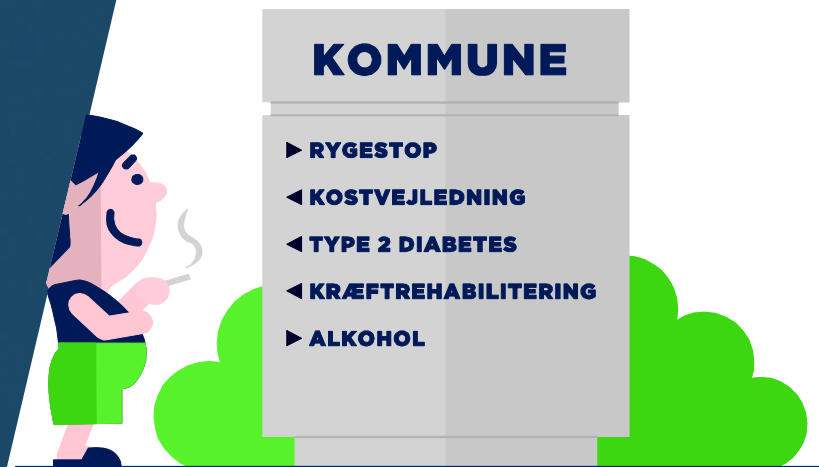 KOMMUNE
RYGESTOP
KOSTVEJLEDNING
TYPE 2 DIABETES
KRÆFTREHABILITERING
ALKOHOL